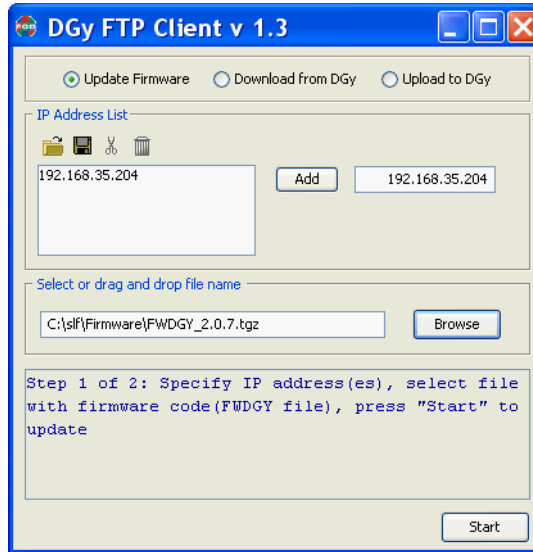 DGy FTP Client v 1.3
Update Firmware Download from DGy Upload to DGy
IP Address List
192.168.35.204 Add 192.168.35.204
Select or drag and drop file name
C:\slf\Firmware\FWDGY_2.0.7.tgz Browse
Step 1 of 2: Specify IP address(es), select file
with firmware code(FWDGY file), press "Start" to
update
Start